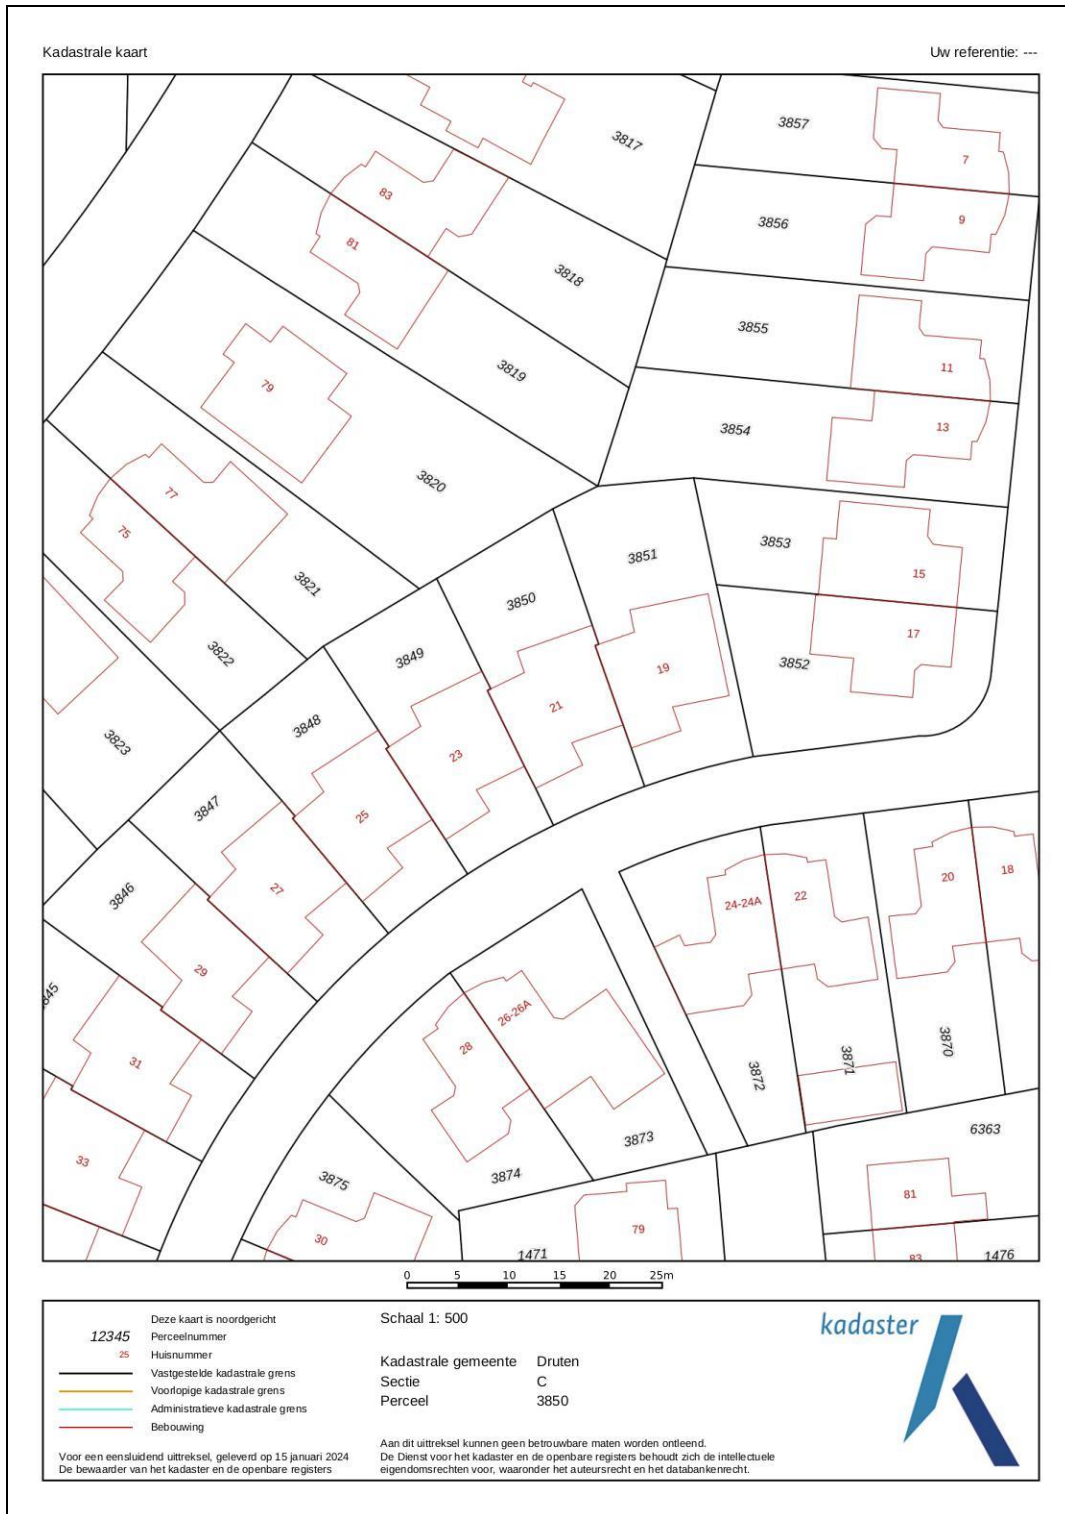 Kadastrale kaart
Uw referentie: ---
3857
3817
7
83
9
3856
81
3818
3855
11
3819
79
13
3854
3820
77
75
3853
3851
15
3821
3850
17
3822
3849
3852
19
21
3848
3823
23
3847
25
18
20
27
3846
22
24-24A
29
26-26A
3870
28
3871
31
3872
6363
3873
33
3874
3875
81
79
30
1471
83
1476
0 5 10 15 20 25m
Deze kaart is noordgericht
12345 Perceelnummer
25 Huisnummer
Vastgestelde kadastrale grens
Voorlopige kadastrale grens
Administratieve kadastrale grens
Bebouwing
Voor een eensluidend uittreksel, geleverd op 15 januari 2024
De bewaarder van het kadaster en de openbare registers
Schaal 1: 500
Kadastrale gemeente Druten
Sectie C
Perceel 3850
Aan dit uittreksel kunnen geen betrouwbare maten worden ontleend.
De Dienst voor het kadaster en de openbare registers behoudt zich de intellectuele
eigendomsrechten voor, waaronder het auteursrecht en het databankenrecht.
kadaster